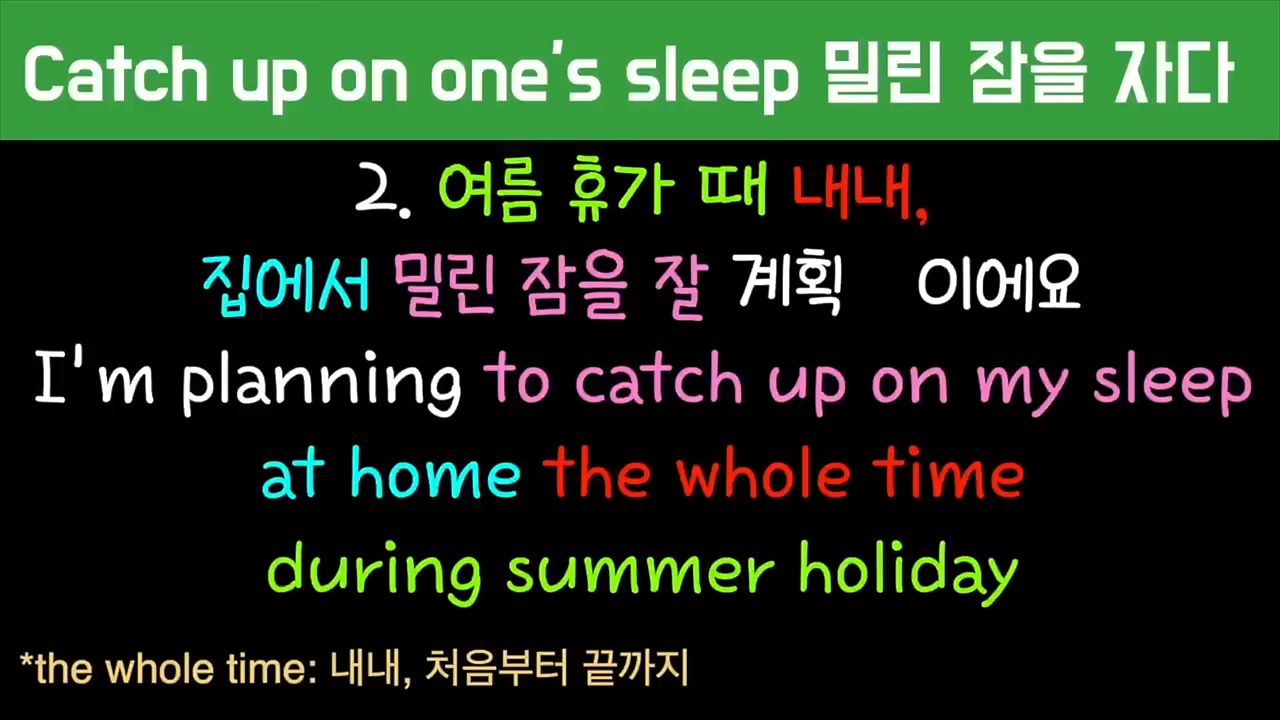 Catch up on one's sleep 밀린 잠을 자다
2. 여름 휴가 때 내내,
집에서 밀린 잠을 잘 계획 이에요
I'm planning to catch up on my sleep
at home the whole time
during summer holiday
*the whole time: 내내, 처음부터 끝까지